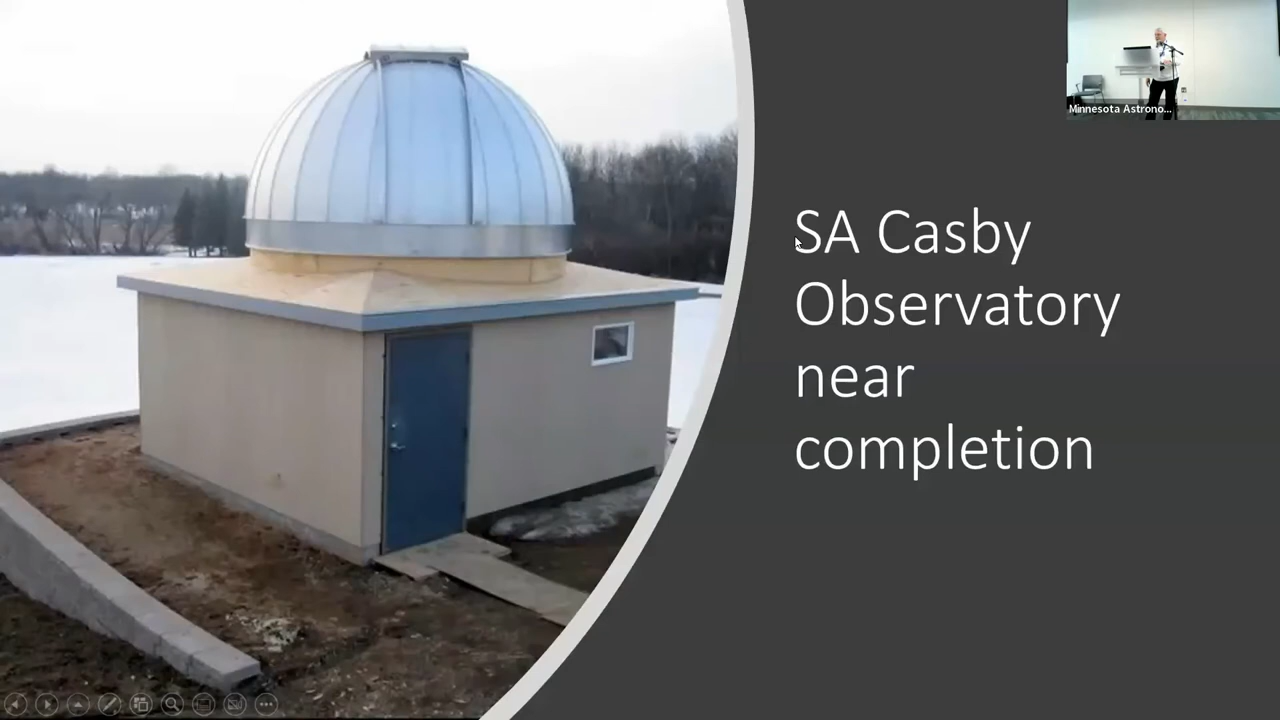 Minnesota Astrono...
SA Casby
Observatory
near
completion